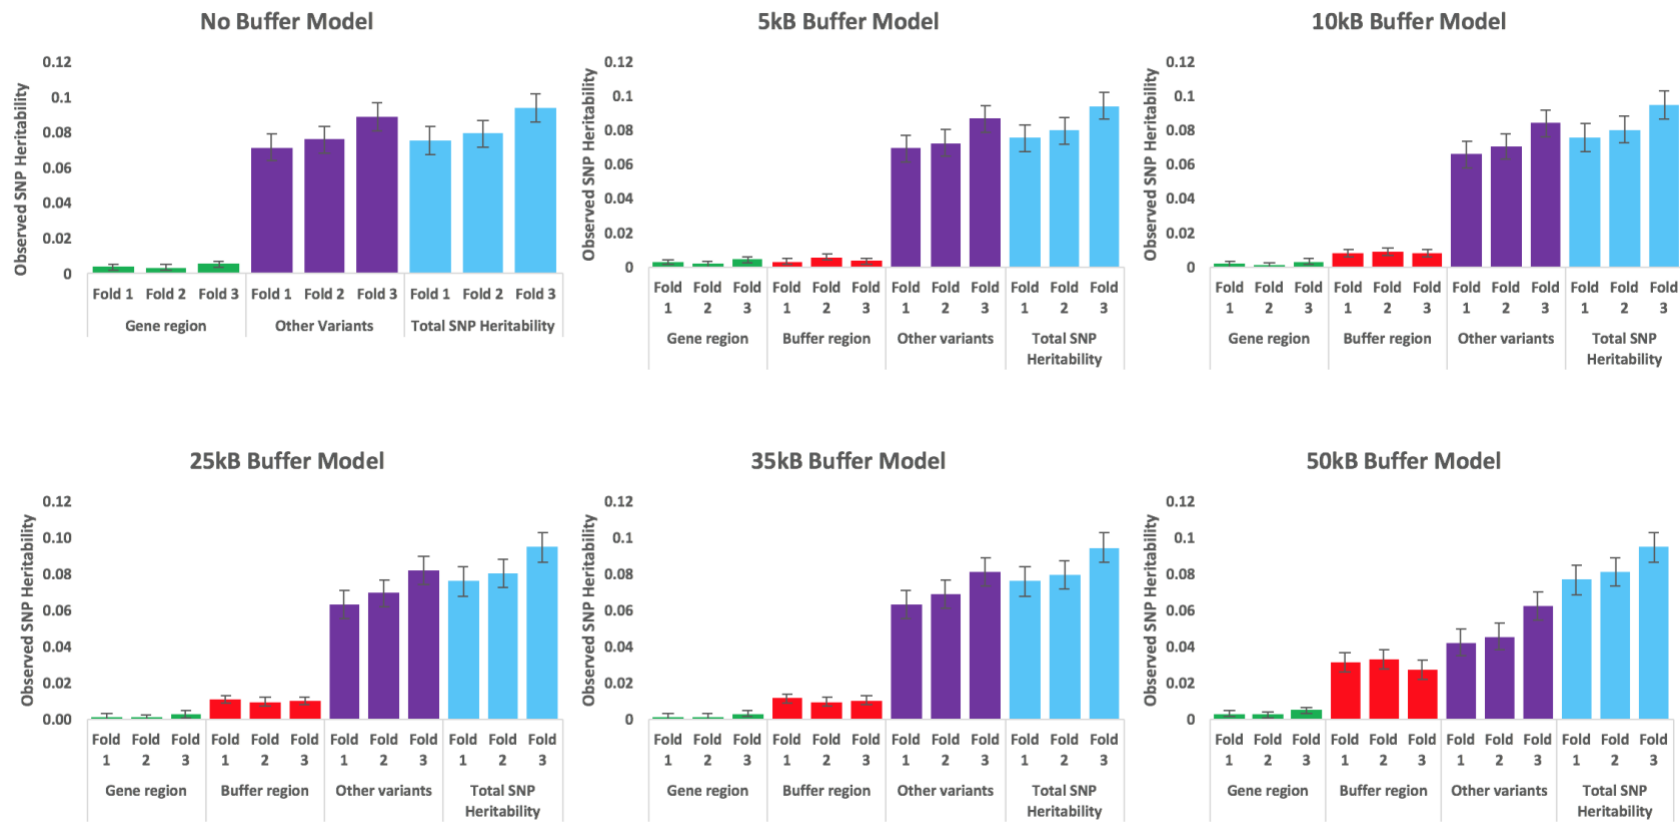 No Buffer Model
Observed SNP Heritability
0.12
0.1
0.08
0.06
0.04
0.02
0
Fold 1 Fold 2 Fold 3 Fold 1 Fold 2 Fold 3 Fold 1 Fold 2 Fold 3
Gene region Other Variants Total SNP Heritability
5kB Buffer Model
Observed SNP Heritability
0.12
0.1
0.08
0.06
0.04
0.02
0
Fold Fold Fold Fold Fold Fold Fold Fold Fold Fold Fold Fold
1 2 3 1 2 3 1 2 3 1 2 3
Gene region Buffer region Other variants Total SNP
Heritability
10kB Buffer Model
Observed SNP Heritability
0.12
0.1
0.08
0.06
0.04
0.02
0
Fold Fold Fold Fold Fold Fold Fold Fold Fold Fold Fold Fold
1 2 3 1 2 3 1 2 3 1 2 3
Gene region Buffer region Other variants Total SNP
Heritability
25kB Buffer Model
Observed SNP Heritability
0.12
0.10
0.08
0.06
0.04
0.02
0.00
Fold Fold Fold Fold Fold Fold Fold Fold Fold Fold Fold Fold
1 2 3 1 2 3 1 2 3 1 2 3
Gene region Buffer region Other variants Total SNP
Heritability
35kB Buffer Model
Observed SNP Heritability
0.12
0.1
0.08
0.06
0.04
0.02
0
Fold Fold Fold Fold Fold Fold Fold Fold Fold Fold Fold Fold
1 2 3 1 2 3 1 2 3 1 2 3
Gene region Buffer region Other variants Total SNP
Heritability
50kB Buffer Model
Observed SNP Heritability
0.12
0.1
0.08
0.06
0.04
0.02
0
Fold Fold Fold Fold Fold Fold Fold Fold Fold Fold Fold Fold
1 2 3 1 2 3 1 2 3 1 2 3
Gene region Buffer region Other variants Total SNP
Heritability